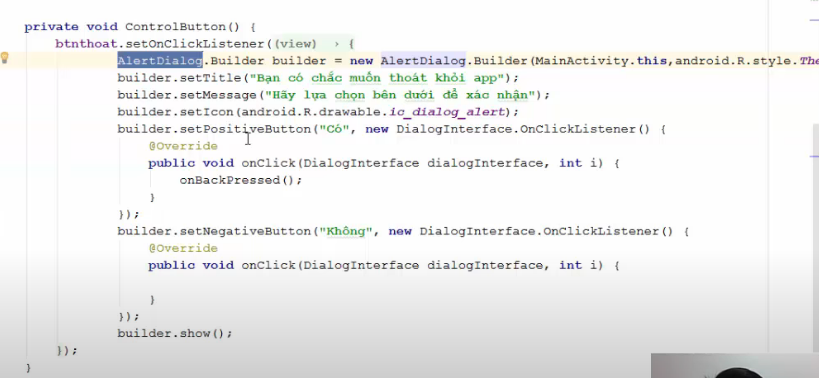 private void ControlButton() {
btnthoat.setOnClickListener((view) → {
AlertDialog.Builder builder = new AlertDialog.Builder(MainActivity.this,android.R.style.The
builder.setTitle("Bạn có chắc muốn thoát khỏi app");
builder.setMessage("Hãy lựa chọn bên dưới để xác nhận");
builder.setIcon(android.R.drawable.ic_dialog_alert);
builder.setPositiveButton("Có", new DialogInterface.OnClickListener() {
@Override
public void onClick(DialogInterface dialogInterface, int i) {
onBackPressed();
}
});
builder.setNegativeButton("Không", new DialogInterface.OnClickListener() {
@Override
public void onClick(DialogInterface dialogInterface, int i) {
}
});
builder.show();
});
}